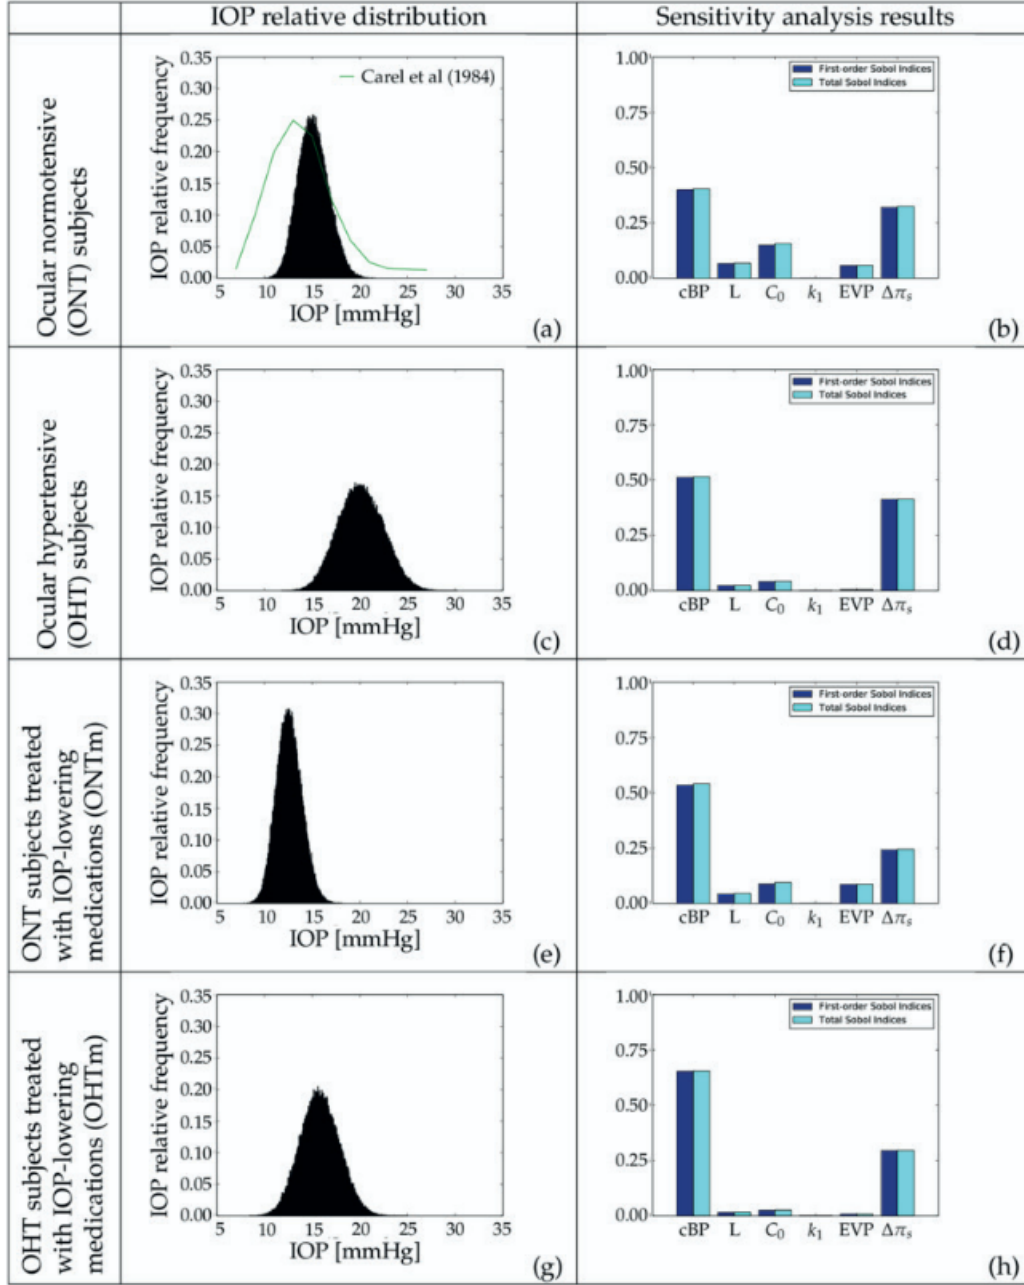 IOP relative distribution
Sensitivity analysis results
Ocular normotensive
(ONT) subjects
IOP relative frequency
0.35
0.30
0.25
0.20
0.15
0.10
0.05
0.00
Carel et al (1984)
5 10 15 20 25 30 35
IOP [mmHg]
(a)
1.00
0.75
0.50
0.25
0.00
First-order Sobol Indices
Total Sobol Indices
cBP L C₀ k₁ EVP Δπₛ
(b)
Ocular hypertensive
(OHT) subjects
IOP relative frequency
0.35
0.30
0.25
0.20
0.15
0.10
0.05
0.00
5 10 15 20 25 30 35
IOP [mmHg]
(c)
1.00
0.75
0.50
0.25
0.00
First-order Sobol Indices
Total Sobol Indices
cBP L C₀ k₁ EVP Δπₛ
(d)
ONT subjects treated
with IOP-lowering
medications (ONTm)
IOP relative frequency
0.35
0.30
0.25
0.20
0.15
0.10
0.05
0.00
5 10 15 20 25 30 35
IOP [mmHg]
(e)
1.00
0.75
0.50
0.25
0.00
First-order Sobol Indices
Total Sobol Indices
cBP L C₀ k₁ EVP Δπₛ
(f)
OHT subjects treated
with IOP-lowering
medications (OHTm)
IOP relative frequency
0.35
0.30
0.25
0.20
0.15
0.10
0.05
0.00
5 10 15 20 25 30 35
IOP [mmHg]
(g)
1.00
0.75
0.50
0.25
0.00
First-order Sobol Indices
Total Sobol Indices
cBP L C₀ k₁ EVP Δπₛ
(h)